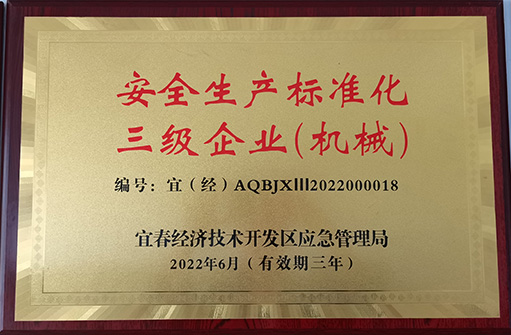 安全生产标准化
三级企业(机械)
编号：宜（经）AQBJXⅢ2022000018
宜春经济技术开发区应急管理局
2022年6月（有效期三年）